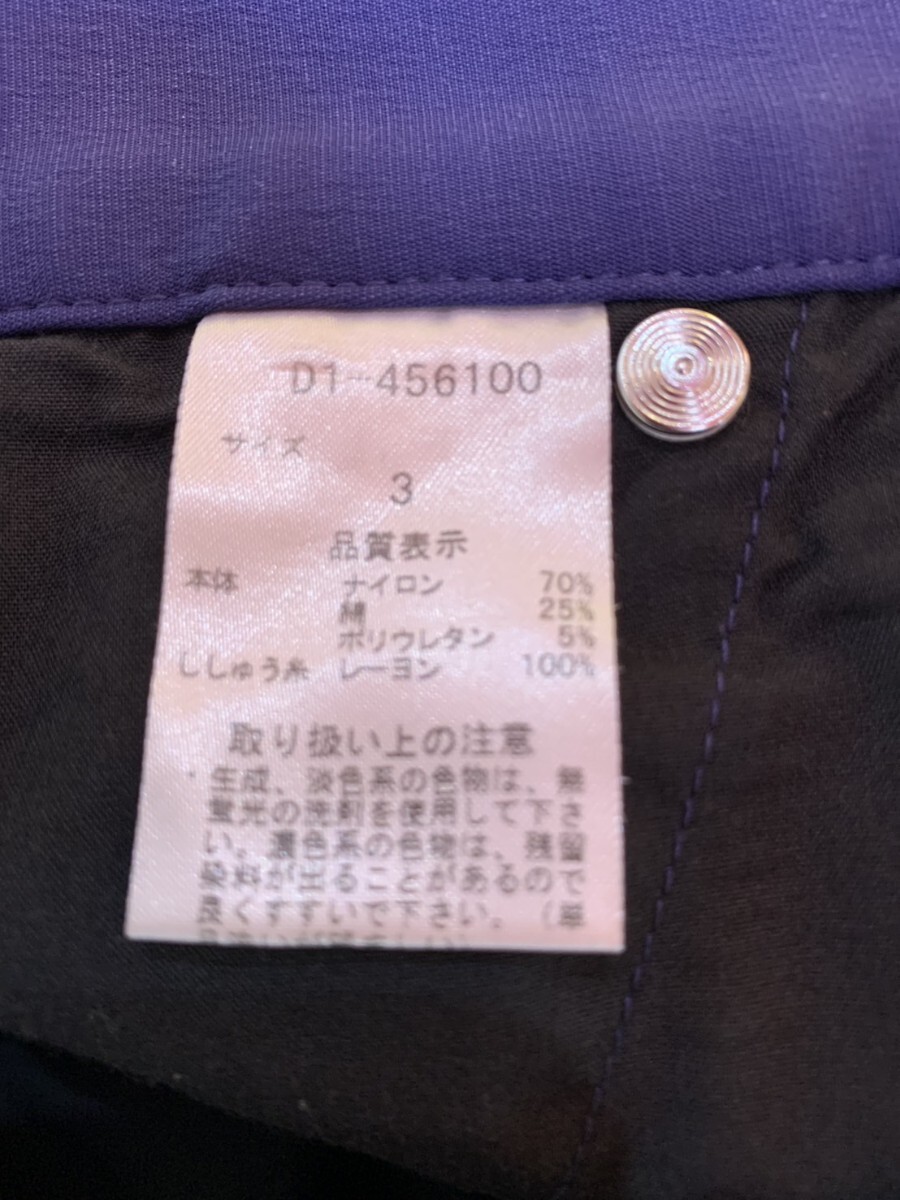 D1-456100
サイズ
3
品質表示
本体 ナイロン 70%
綿 25%
ポリウレタン 5%
ししゅう糸 レーヨン 100%
取り扱い上の注意
・生成、淡色系の色物は、無
蛍光の洗剤を使用して下さ
い。濃色系の色物は、残留
染料が出ることがあるので
良くすすいで下さい。（単